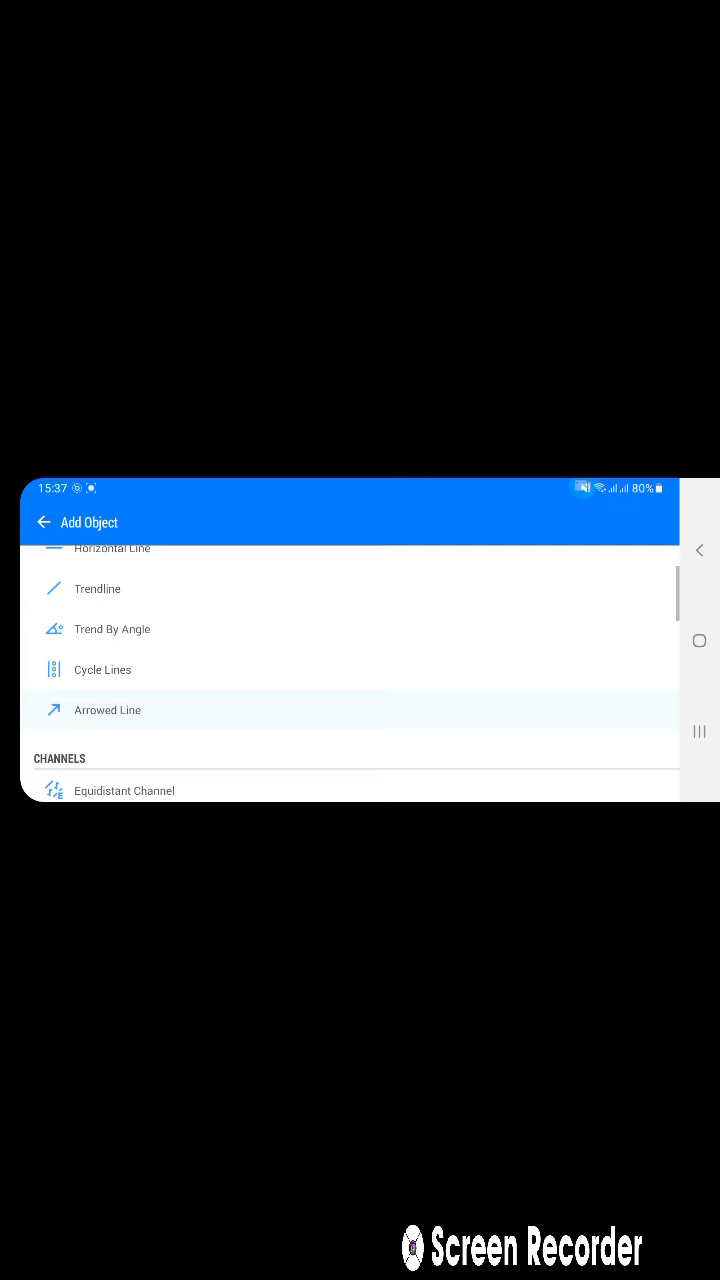 15:37 80%
Add Object
Horizontal Line
Trendline
Trend By Angle
Cycle Lines
Arrowed Line
CHANNELS
Equidistant Channel
Screen Recorder